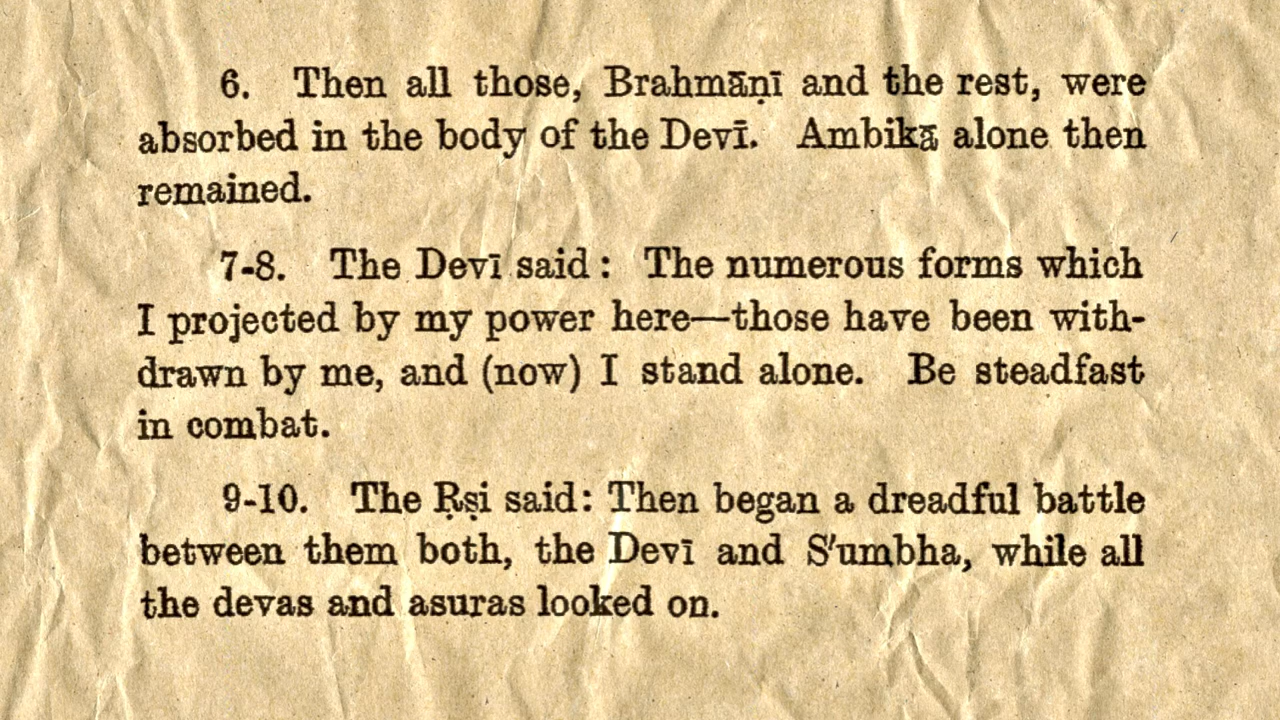 6. Then all those, Brahmāṇī and the rest, were
absorbed in the body of the Devī. Ambikā alone then
remained.
7-8. The Devī said : The numerous forms which
I projected by my power here—those have been with-
drawn by me, and (now) I stand alone. Be steadfast
in combat.
9-10. The Ṛṣi said: Then began a dreadful battle
between them both, the Devī and S'umbha, while all
the devas and asuras looked on.